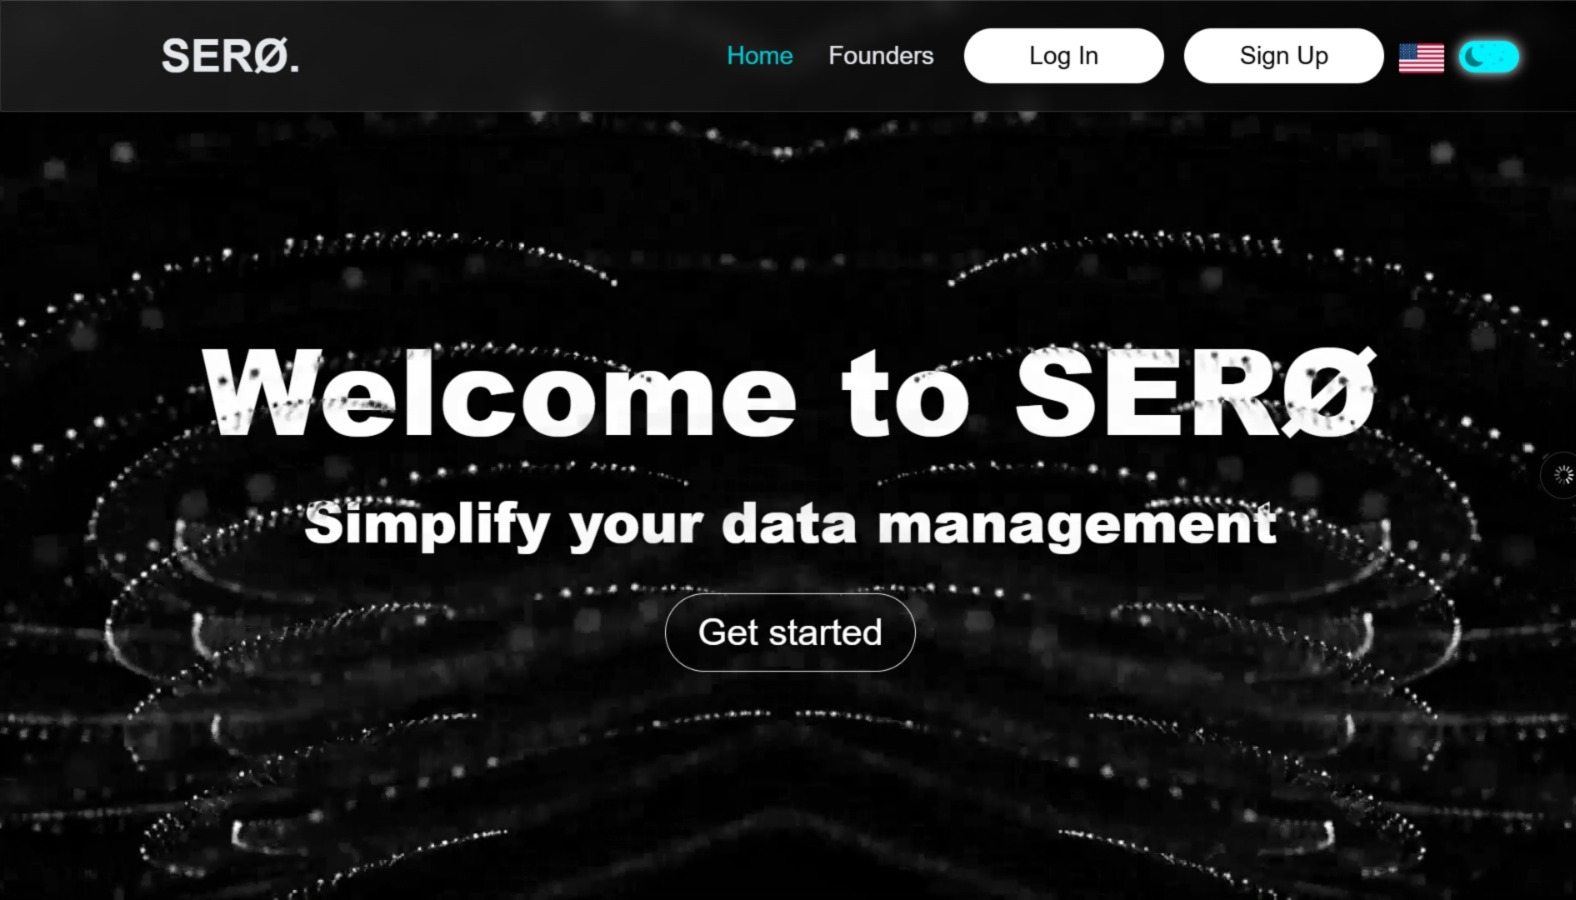 SERØ.
Home
Founders
Log In
Sign Up
Welcome to SERØ
Simplify your data management
Get started